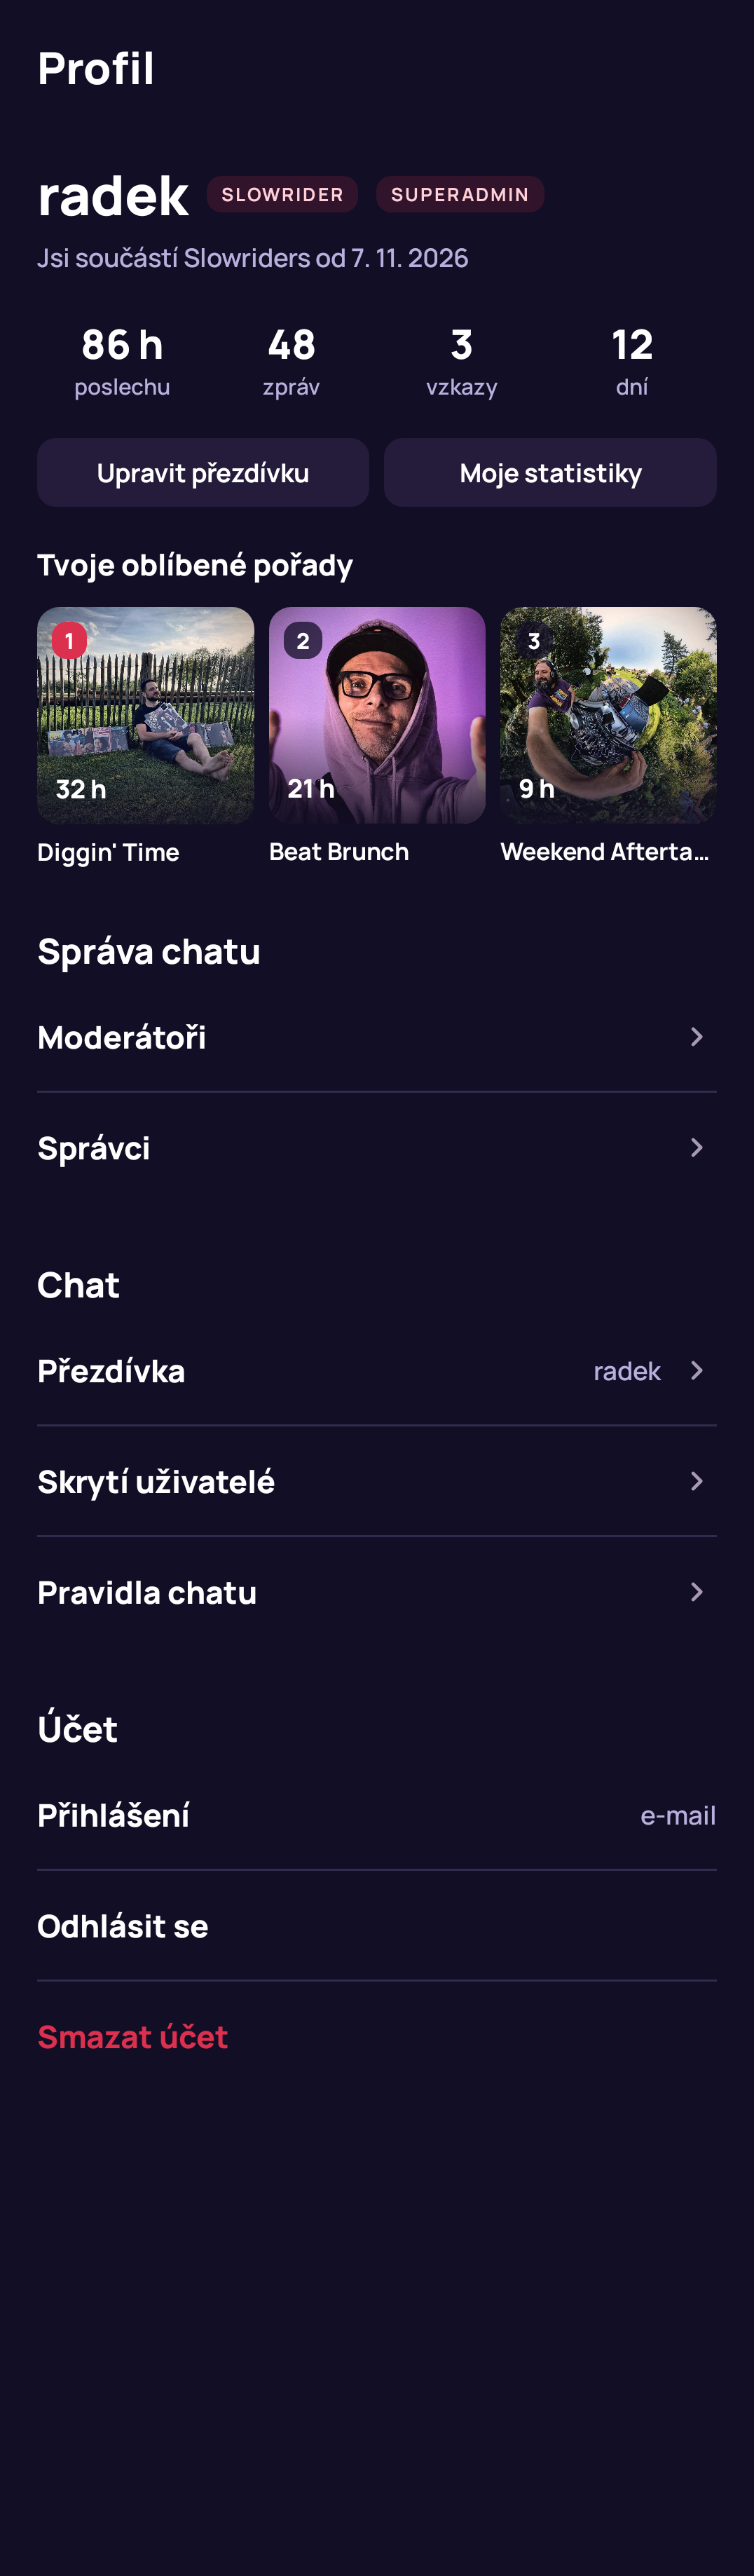 Profil
radek SLOWRIDER SUPERADMIN
Jsi součástí Slowriders od 7. 11. 2026
86 h 48 3 12
poslechu zpráv vzkazy dní
Upravit přezdívku Moje statistiky
Tvoje oblíbené pořady
1 2 3
32 h 21 h 9 h
Diggin' Time Beat Brunch Weekend Afterta...
Správa chatu
Moderátoři
Správci
Chat
Přezdívka radek
Skrytí uživatelé
Pravidla chatu
Účet
Přihlášení e-mail
Odhlásit se
Smazat účet